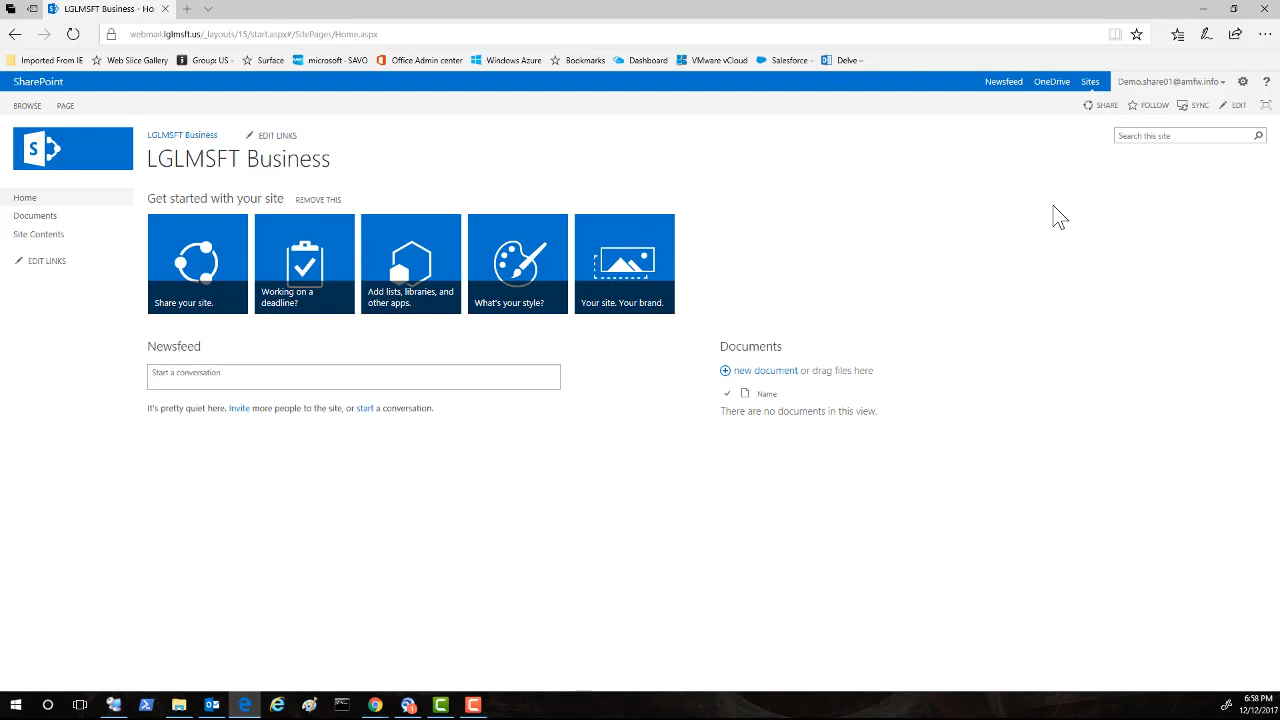 LGLMSFT Business - Ho
webmail.lglmsft.us/_layouts/15/start.aspx#/SitePages/Home.aspx
Imported From IE Web Slice Gallery Groups US - Surface microsoft - SAVO Office Admin center Windows Azure Bookmarks Dashboard VMware vCloud Salesforce - Delve –
SharePoint Newsfeed OneDrive Sites Demo.share01@amfw.info ?
BROWSE PAGE SHARE FOLLOW SYNC EDIT
LGLMSFT Business EDIT LINKS
Search this site
S
LGLMSFT Business
Home
Documents
Site Contents
EDIT LINKS
Get started with your site REMOVE THIS
Share your site.
Working on a
deadline?
Add lists, libraries, and
other apps.
What's your style?
Your site. Your brand.
Newsfeed
Start a conversation
It's pretty quiet here. Invite more people to the site, or start a conversation.
Documents
new document or drag files here
Name
There are no documents in this view.
6:58 PM
12/12/2017